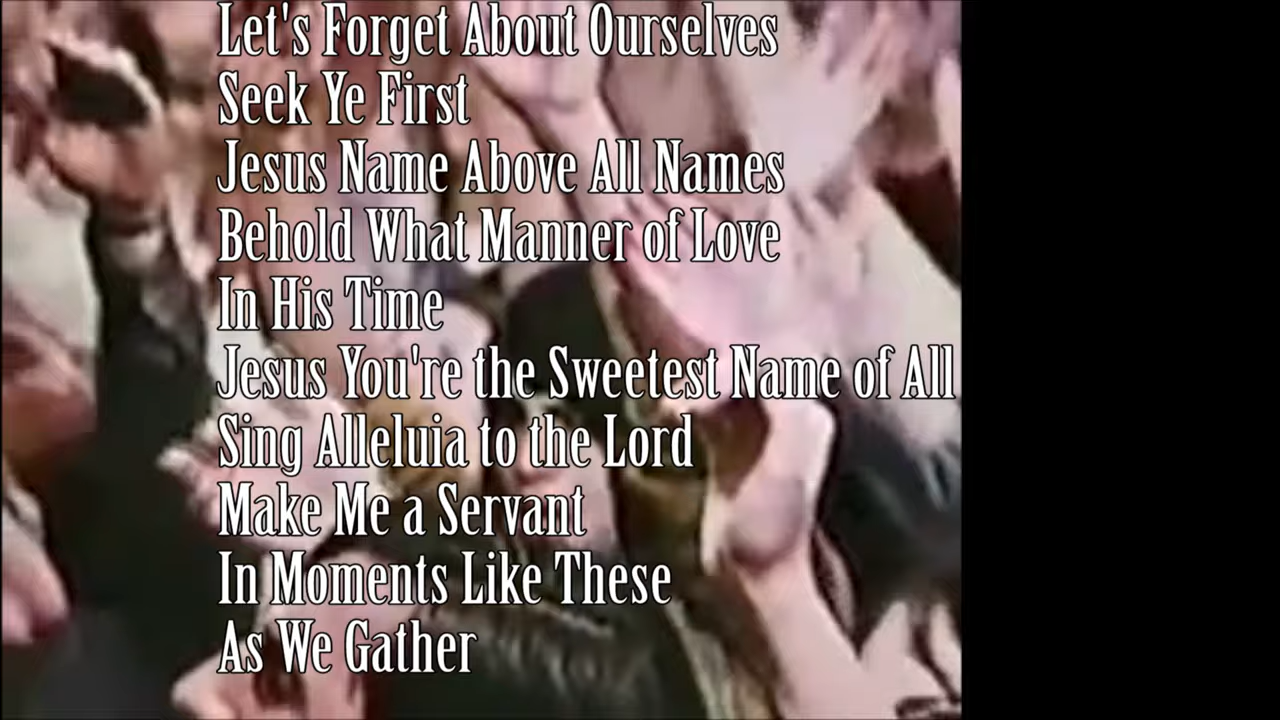 Let's Forget About Ourselves
Seek Ye First
Jesus Name Above All Names
Behold What Manner of Love
In His Time
Jesus You're the Sweetest Name of All
Sing Alleluia to the Lord
Make Me a Servant
In Moments Like These
As We Gather